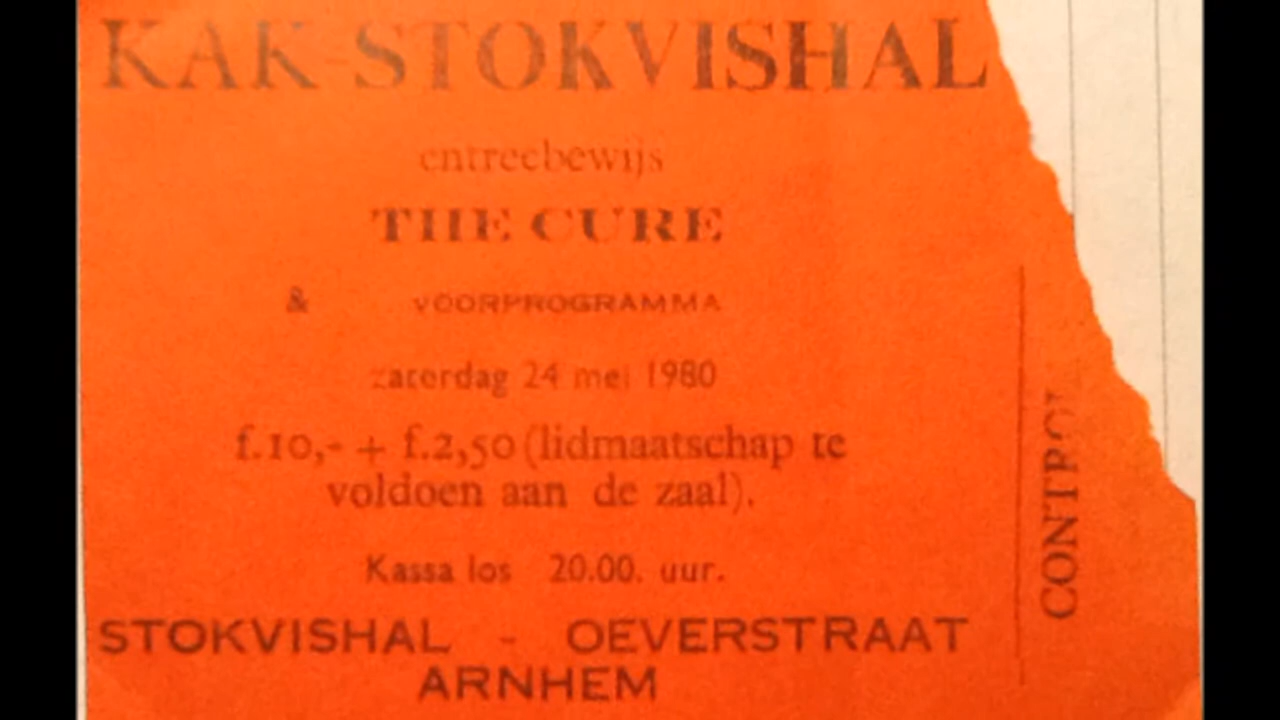 KAK-STOKVISHAL
entreebewijs
THE CURE
& VOORPROGRAMMA
zaterdag 24 mei 1980
f.10,- + f.2,50 (lidmaatschap te
voldoen aan de zaal).
Kassa los 20.00. uur.
STOKVISHAL - OEVERSTRAAT
ARNHEM
CONTROL